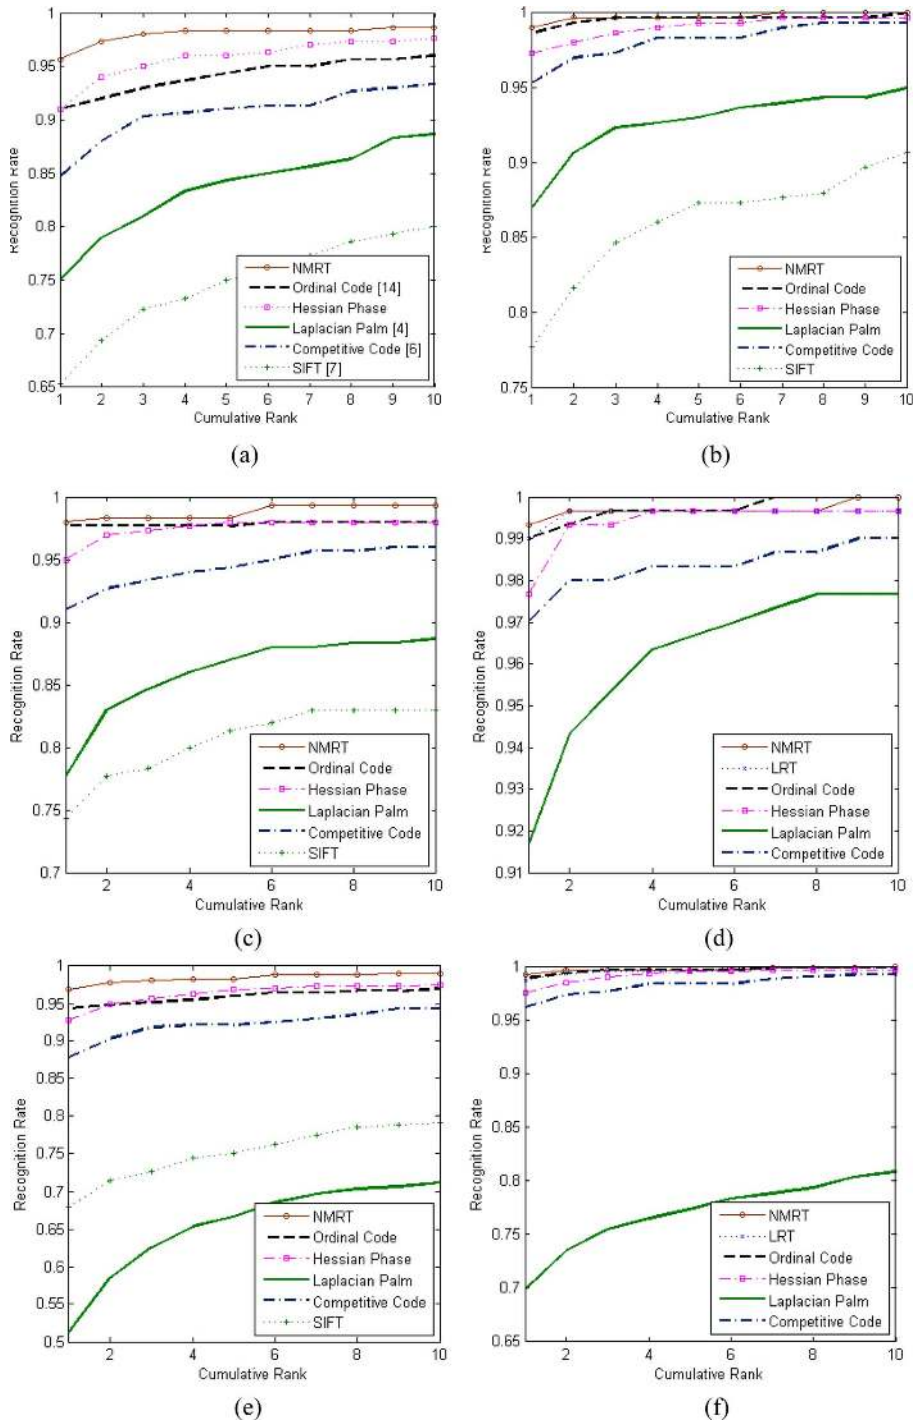 1
0.95
0.9
0.85
0.8
0.75
0.7
0.65
Recognition Rate
NMRT
Ordinal Code [14]
Hessian Phase
Laplacian Palm [4]
Competitive Code [6]
SIFT [7]
1 2 3 4 5 6 7 8 9 10
Cumulative Rank
(a)
1
0.95
0.9
0.85
0.8
0.75
Recognition Rate
NMRT
Ordinal Code
Hessian Phase
Laplacian Palm
Competitive Code
SIFT
1 2 3 4 5 6 7 8 9 10
Cumulative Rank
(b)
1
0.95
0.9
0.85
0.8
0.75
0.7
Recognition Rate
NMRT
Ordinal Code
Hessian Phase
Laplacian Palm
Competitive Code
SIFT
2 4 6 8 10
Cumulative Rank
(c)
1
0.99
0.98
0.97
0.96
0.95
0.94
0.93
0.92
0.91
Recognition Rate
NMRT
LRT
Ordinal Code
Hessian Phase
Laplacian Palm
Competitive Code
2 4 6 8 10
Cumulative Rank
(d)
1
0.95
0.9
0.85
0.8
0.75
0.7
0.65
0.6
0.55
0.5
Recognition Rate
NMRT
Ordinal Code
Hessian Phase
Laplacian Palm
Competitive Code
SIFT
2 4 6 8 10
Cumulative Rank
(e)
1
0.95
0.9
0.85
0.8
0.75
0.7
0.65
Recognition Rate
NMRT
LRT
Ordinal Code
Hessian Phase
Laplacian Palm
Competitive Code
2 4 6 8 10
Cumulative Rank
(f)